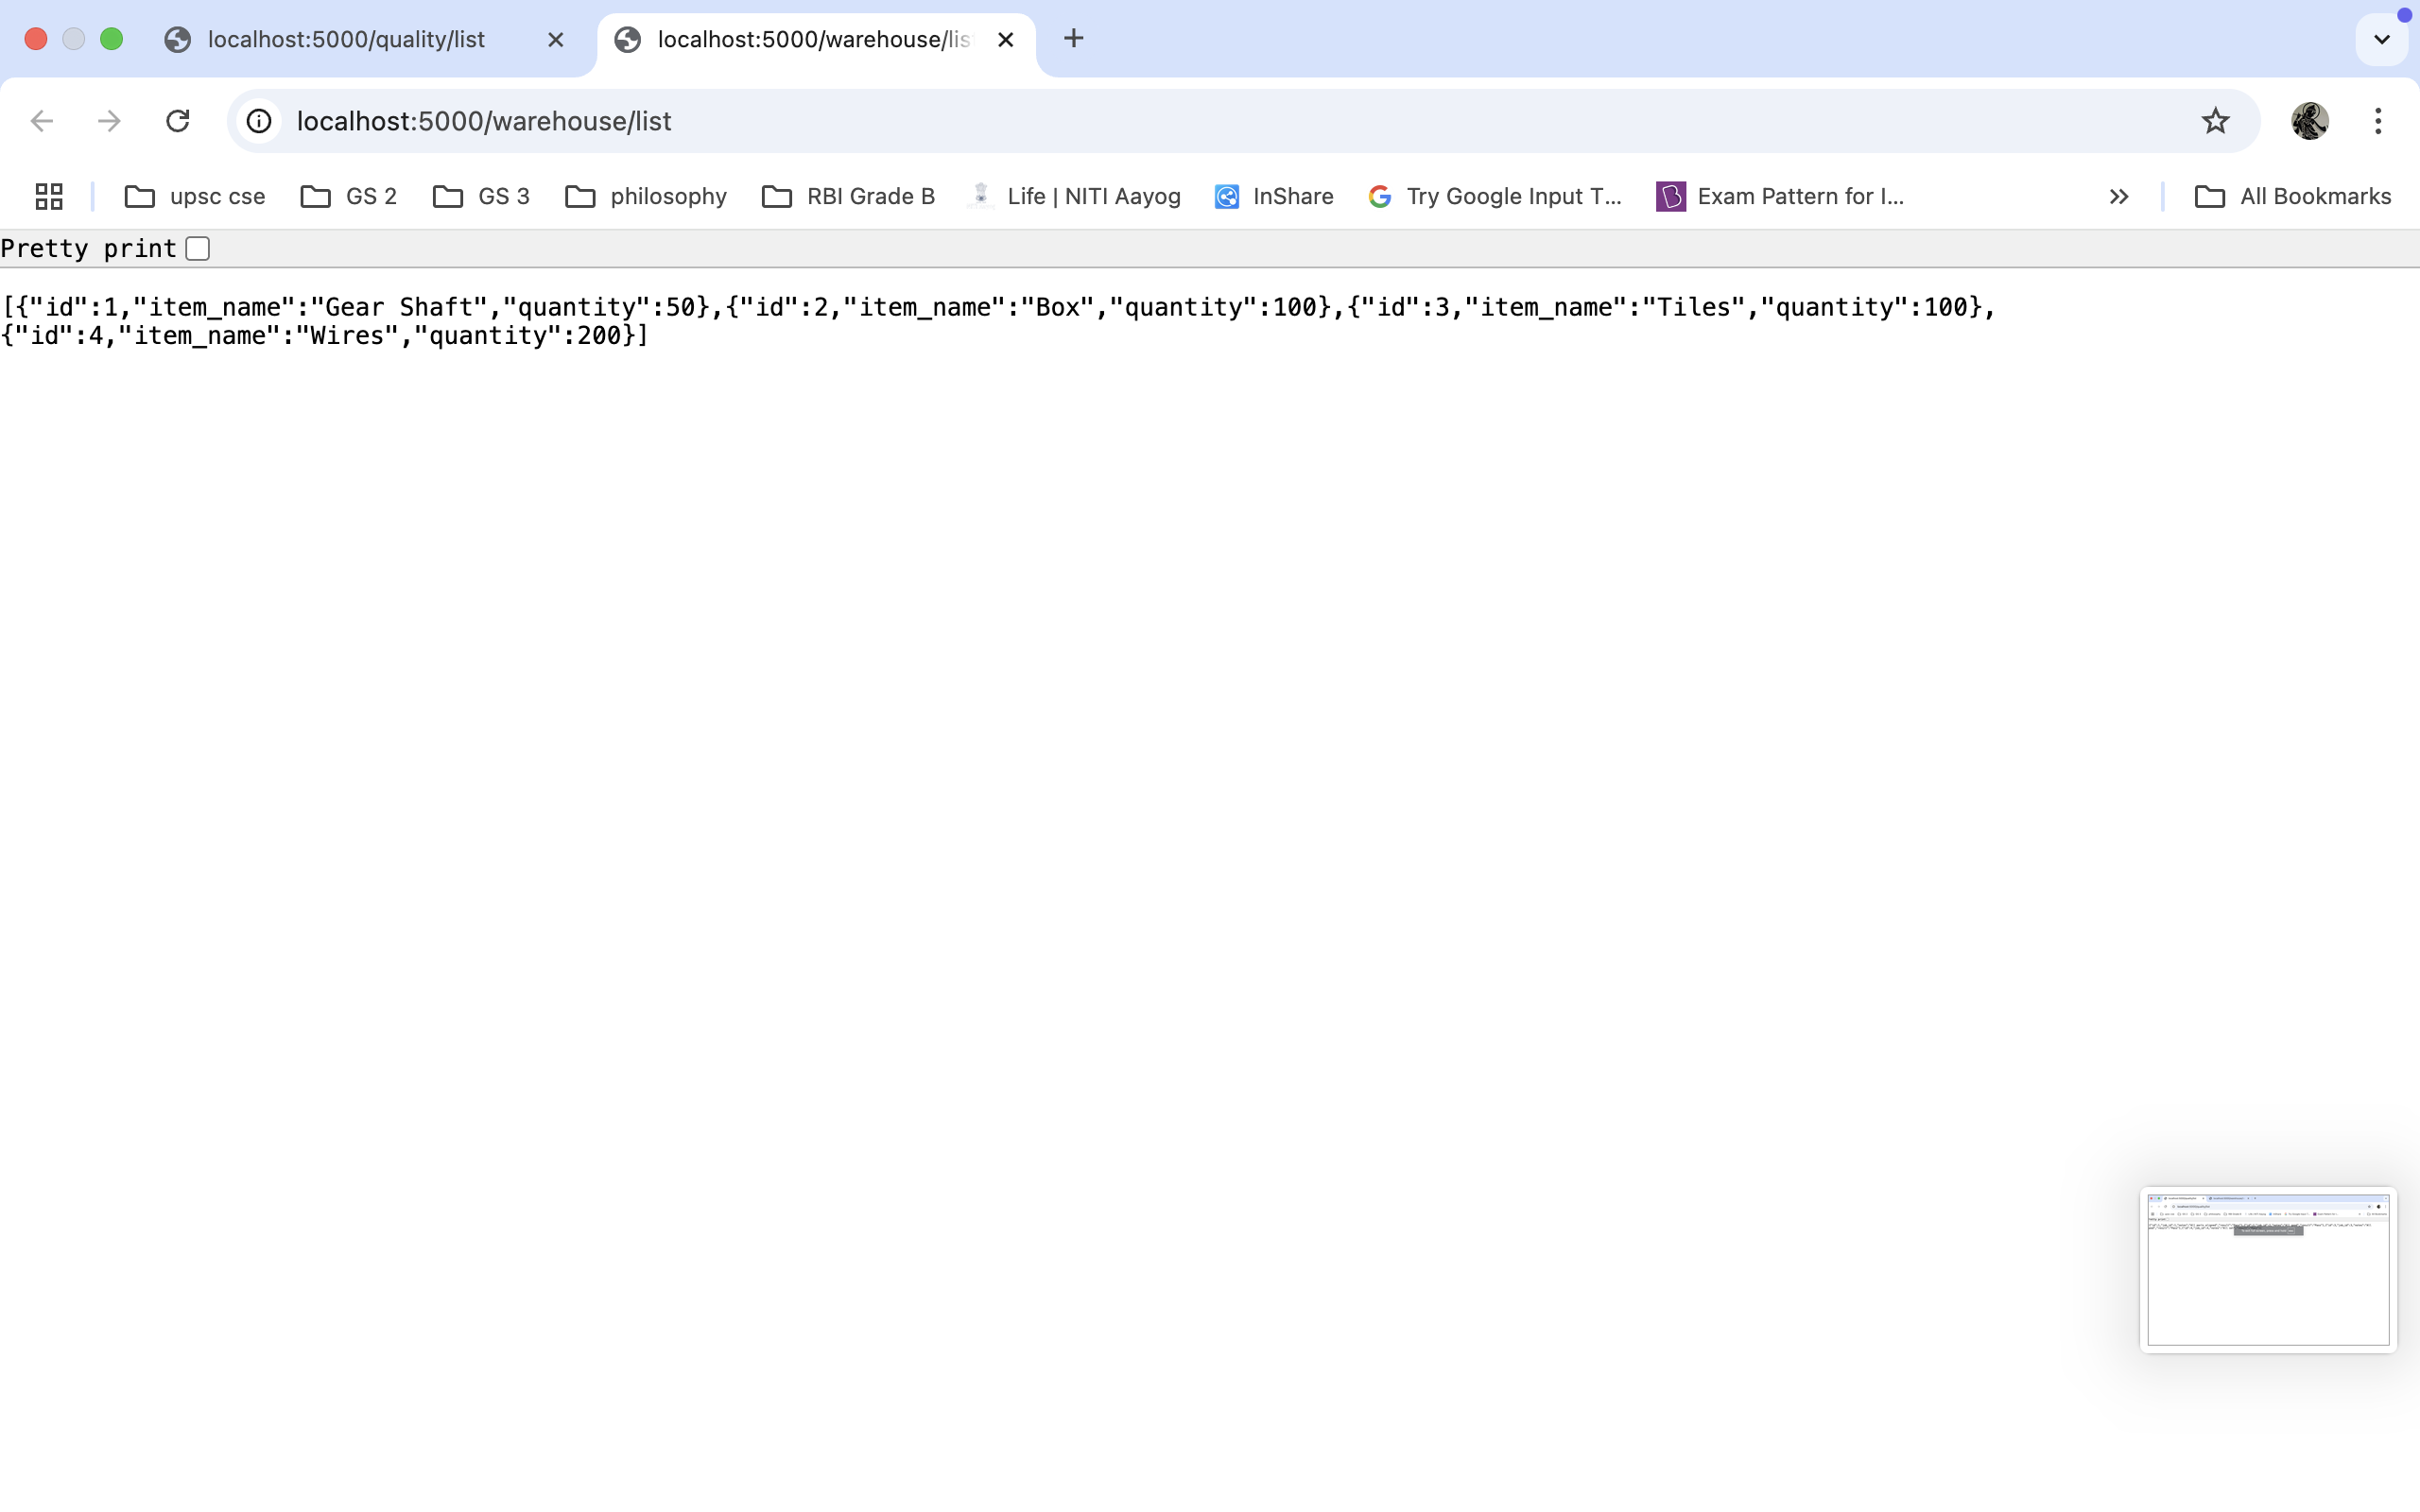 localhost:5000/quality/list
localhost:5000/warehouse/lis
localhost:5000/warehouse/list
upsc cse GS 2 GS 3 philosophy RBI Grade B Life | NITI Aayog InShare Try Google Input T... Exam Pattern for I... All Bookmarks
Pretty print
[{"id":1,"item_name":"Gear Shaft","quantity":50},{"id":2,"item_name":"Box","quantity":100},{"id":3,"item_name":"Tiles","quantity":100},
{"id":4,"item_name":"Wires","quantity":200}]